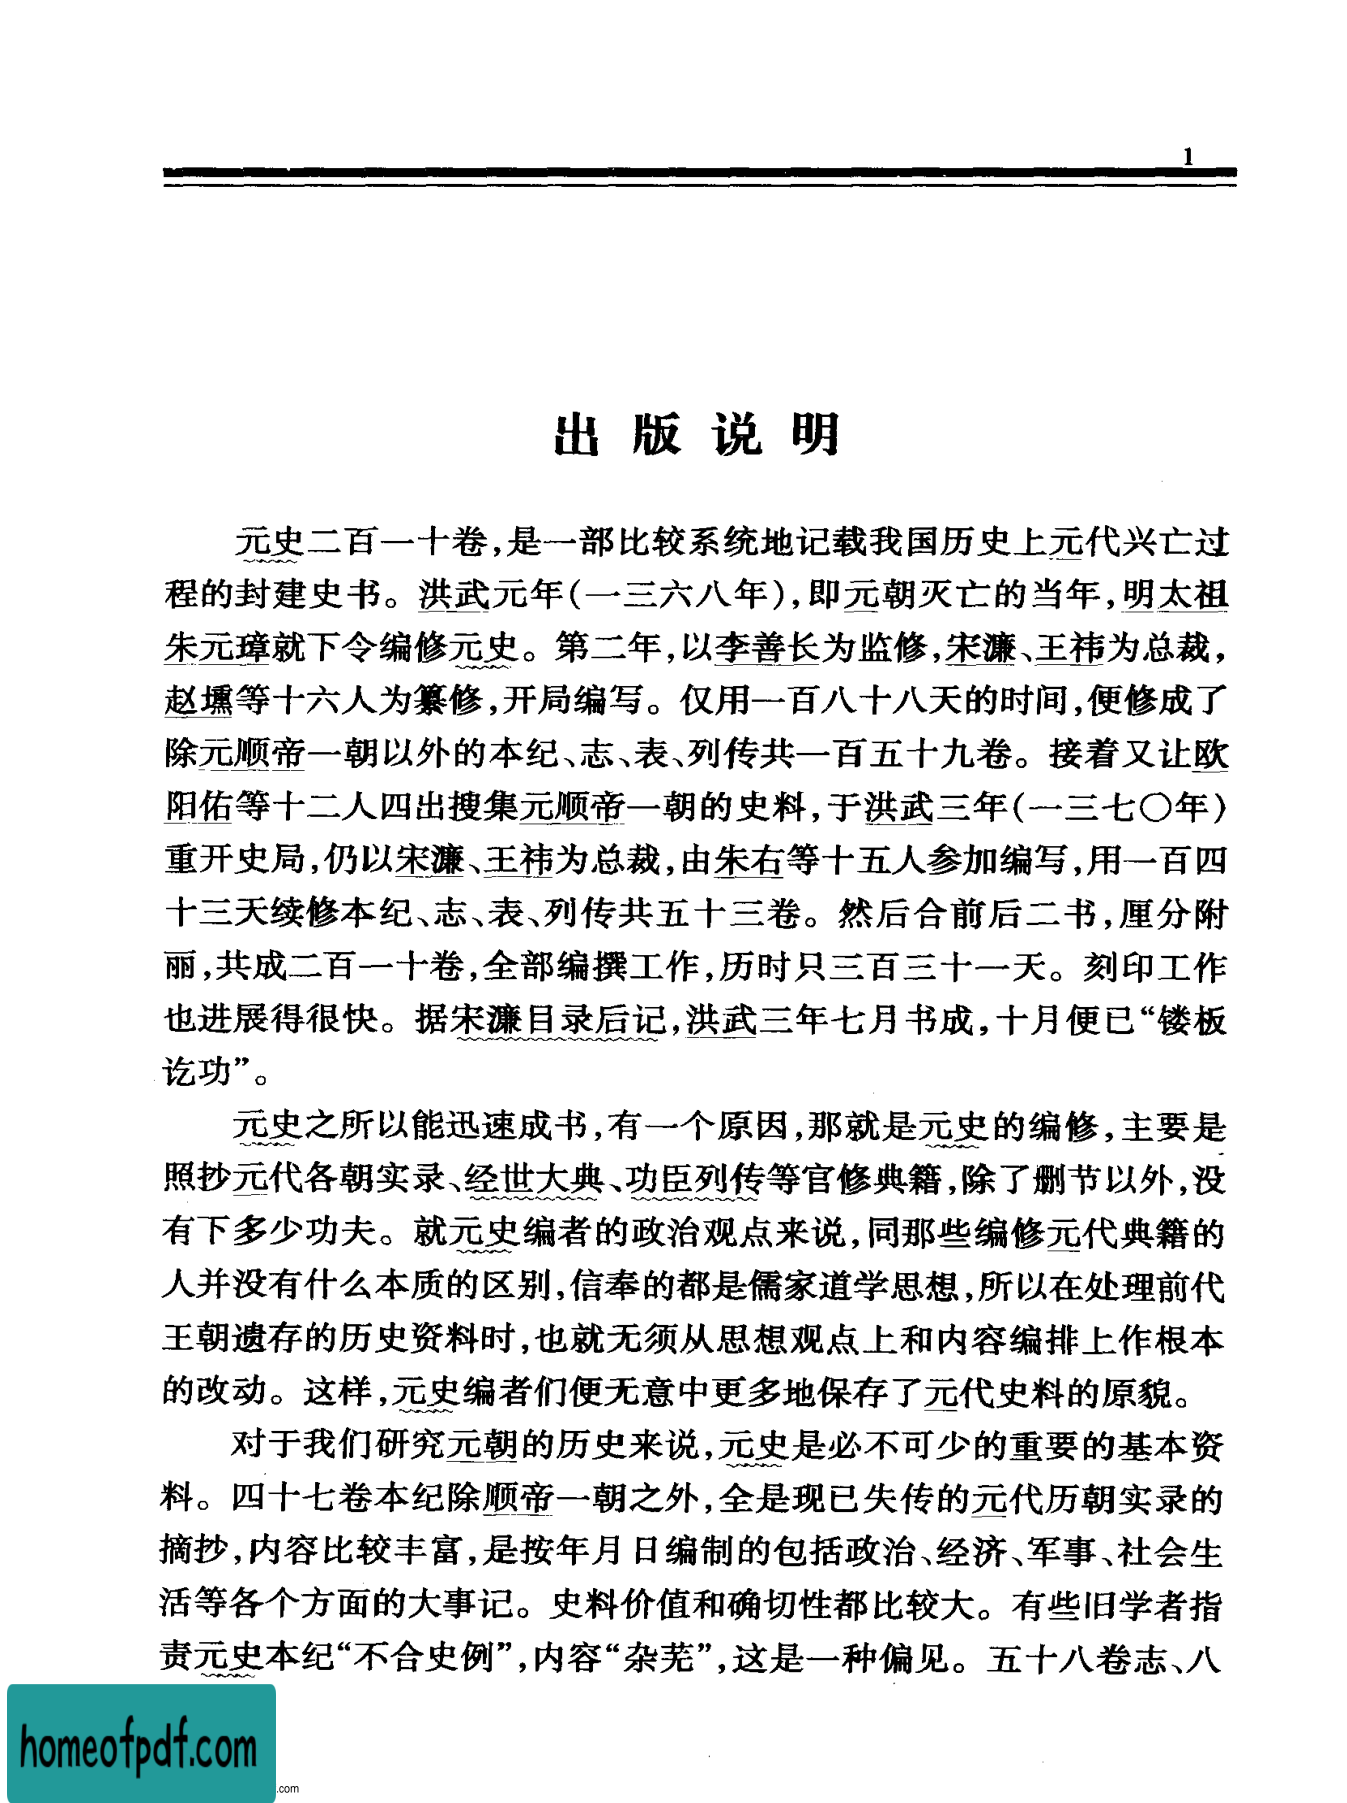 1
出版说明
元史二百一十卷,是一部比较系统地记载我国历史上元代兴亡过
程的封建史书。洪武元年(一三六八年),即元朝灭亡的当年,明太祖
朱元璋就下令编修元史。第二年,以李善长为监修,宋濂、王祎为总裁,
赵壎等十六人为纂修,开局编写。仅用一百八十八天的时间,便修成了
除元顺帝一朝以外的本纪、志、表、列传共一百五十九卷。接着又让欧
阳佑等十二人四出搜集元顺帝一朝的史料,于洪武三年(一三七〇年)
重开史局,仍以宋濂、王祎为总裁,由朱右等十五人参加编写,用一百四
十三天续修本纪、志、表、列传共五十三卷。然后合前后二书,厘分附
丽,共成二百一十卷,全部编撰工作,历时只三百三十一天。刻印工作
也进展得很快。据宋濂目录后记,洪武三年七月书成,十月便已“镂板
讫功”。
元史之所以能迅速成书,有一个原因,那就是元史的编修,主要是
照抄元代各朝实录、经世大典、功臣列传等官修典籍,除了删节以外,没
有下多少功夫。就元史编者的政治观点来说,同那些编修元代典籍的
人并没有什么本质的区别,信奉的都是儒家道学思想,所以在处理前代
王朝遗存的历史资料时,也就无须从思想观点上和内容编排上作根本
的改动。这样,元史编者们便无意中更多地保存了元代史料的原貌。
对于我们研究元朝的历史来说,元史是必不可少的重要的基本资
料。四十七卷本纪除顺帝一朝之外,全是现已失传的元代历朝实录的
摘抄,内容比较丰富,是按年月日编制的包括政治、经济、军事、社会生
活等各个方面的大事记。史料价值和确切性都比较大。有些旧学者指
责元史本纪“不合史例”,内容“杂芜”,这是一种偏见。五十八卷志、八
homeofpdf.com
.com